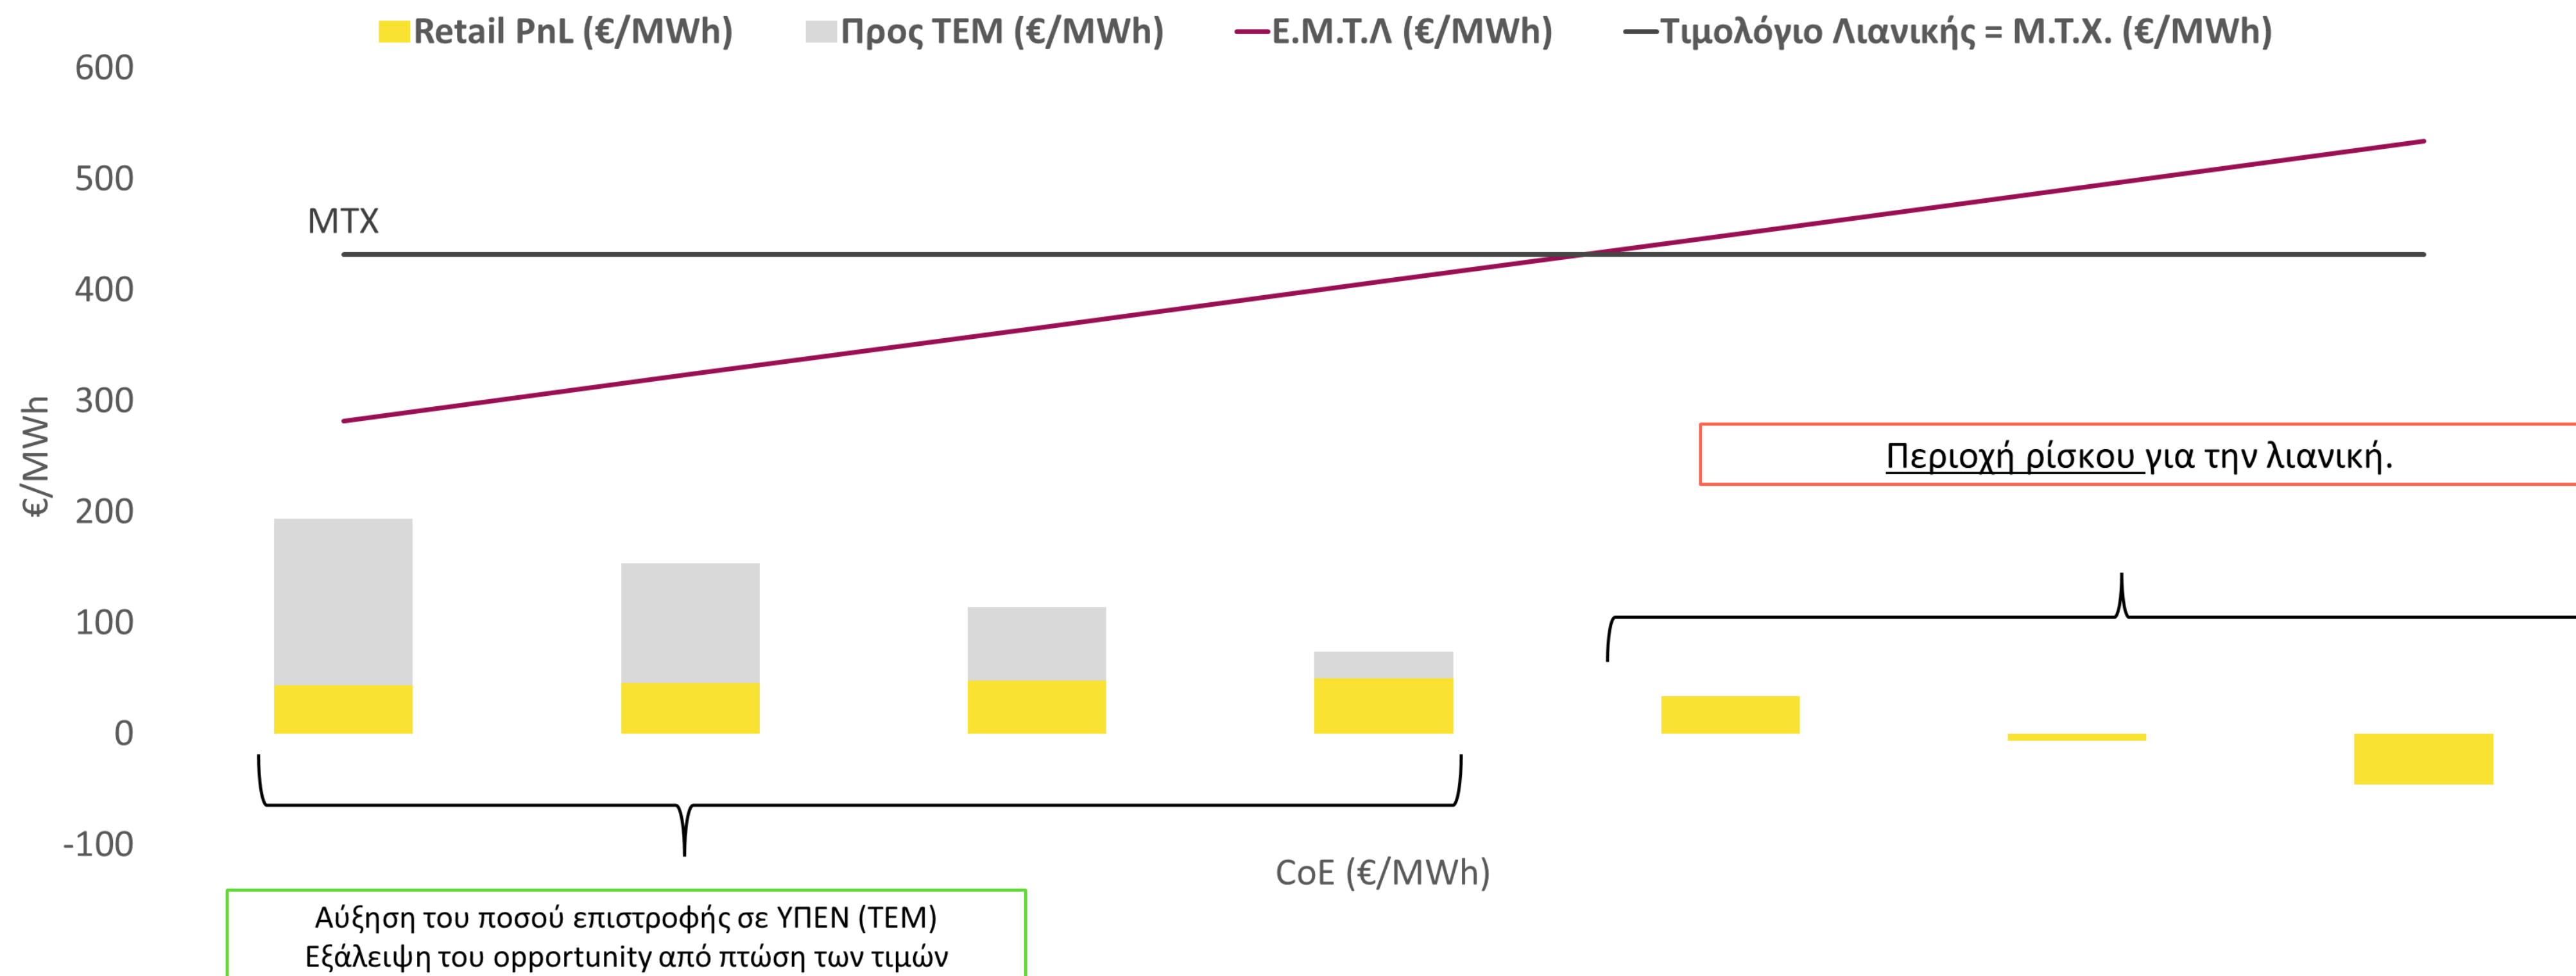 Retail PnL (€/MWh) Προς ΤΕΜ (€/MWh) Ε.Μ.Τ.Λ (€/MWh) Τιμολόγιο Λιανικής = Μ.Τ.Χ. (€/MWh)
600
500
ΜΤΧ
400
300
€/MWh
Περιοχή ρίσκου για την λιανική.
200
100
0
-100
CoE (€/MWh)
Αύξηση του ποσού επιστροφής σε ΥΠΕΝ (ΤΕΜ)
Εξάλειψη του opportunity από πτώση των τιμών